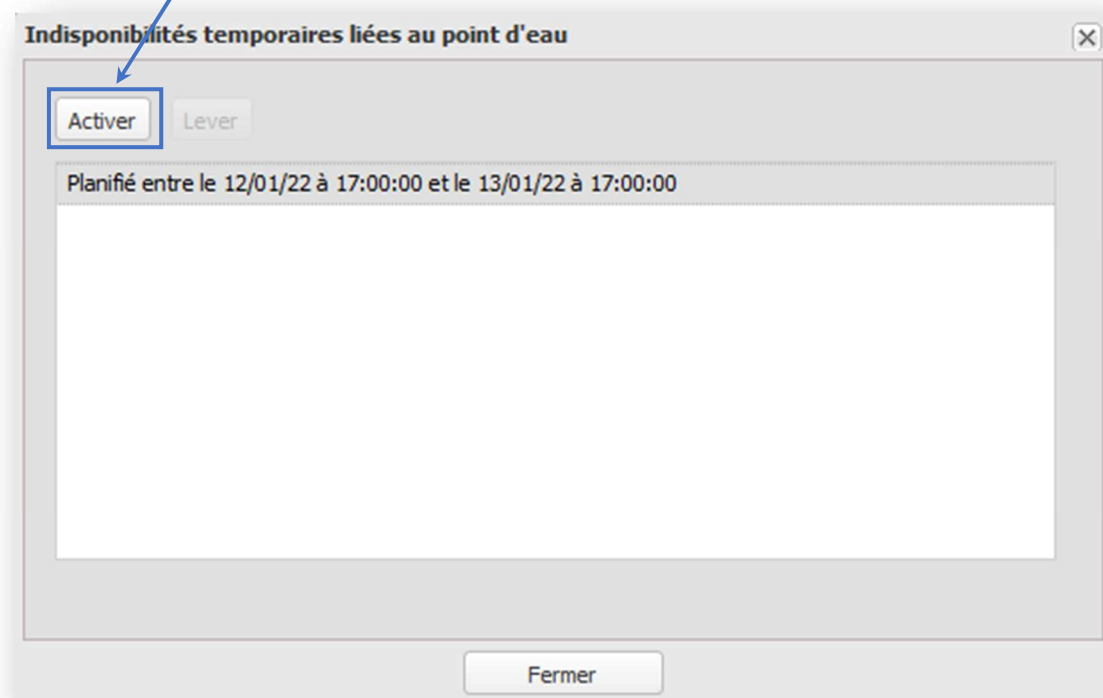 Indisponibilités temporaires liées au point d'eau
Activer
Lever
Planifié entre le 12/01/22 à 17:00:00 et le 13/01/22 à 17:00:00
Fermer